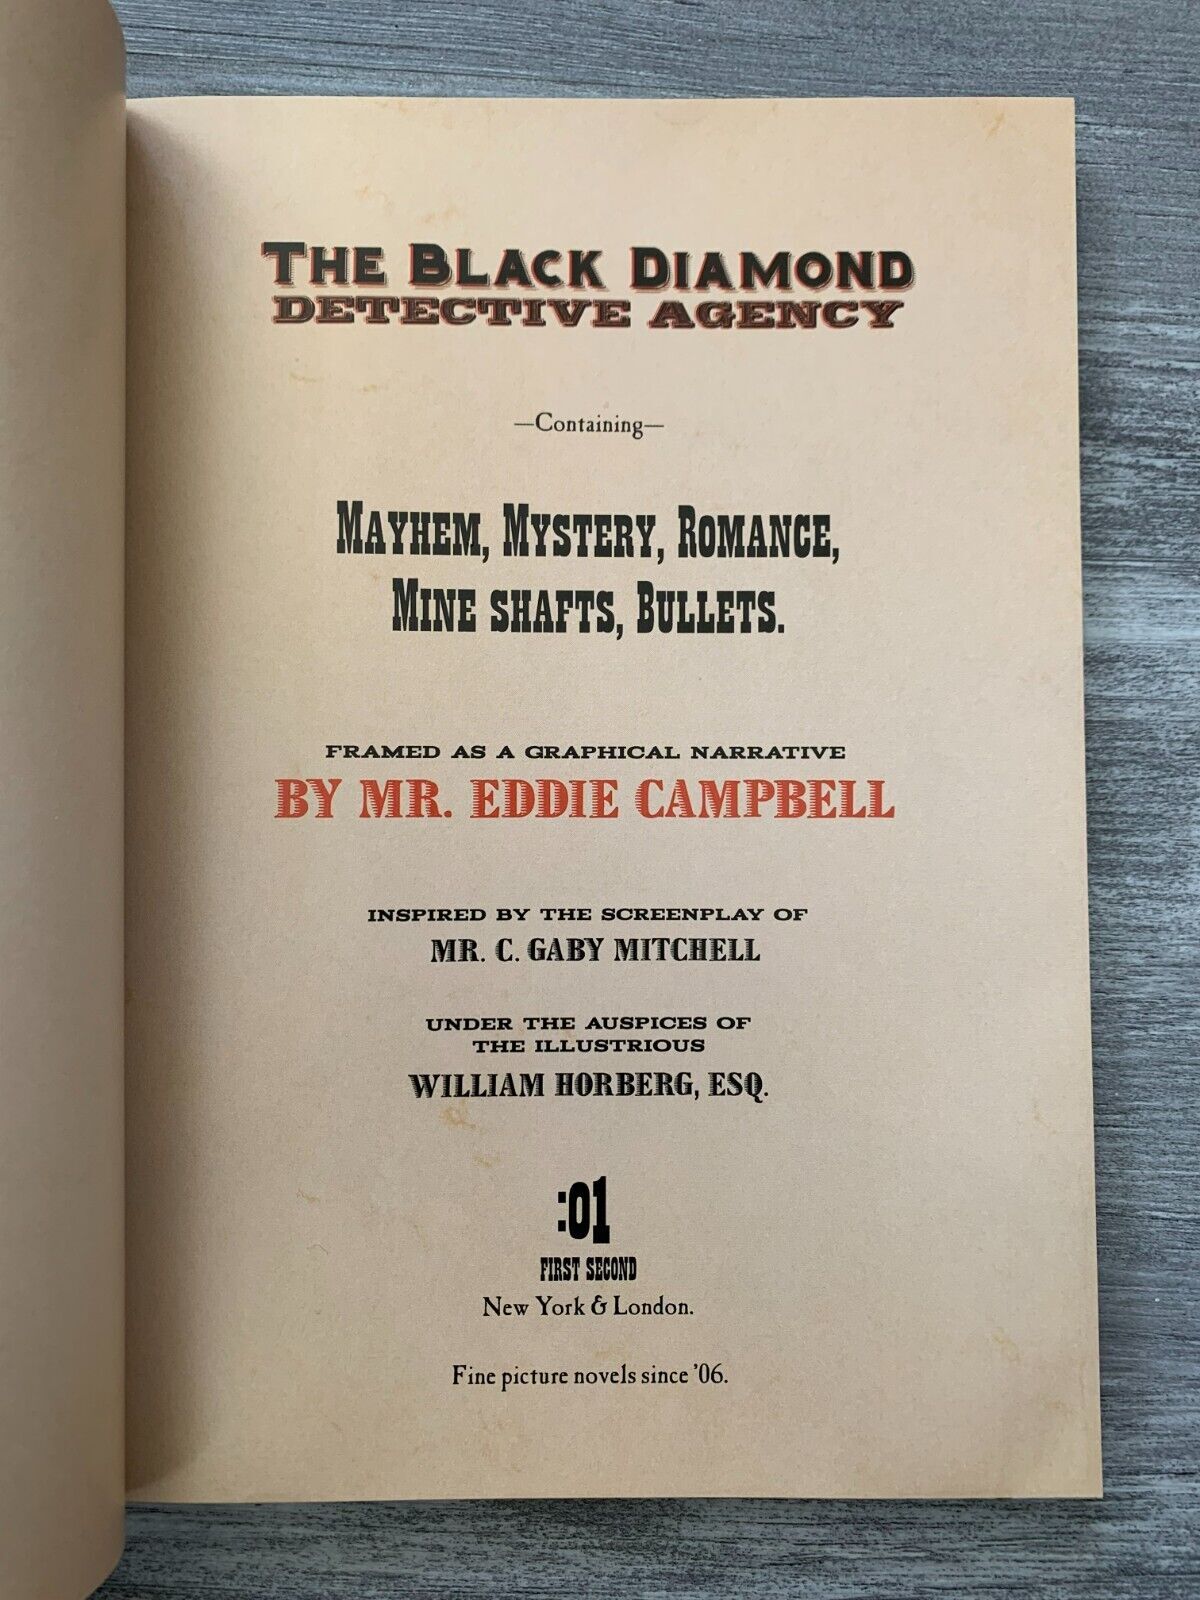 THE BLACK DIAMOND
DETECTIVE AGENCY
—Containing—
MAYHEM, MYSTERY, ROMANCE,
MINE SHAFTS, BULLETS.
FRAMED AS A GRAPHICAL NARRATIVE
BY MR. EDDIE CAMPBELL
INSPIRED BY THE SCREENPLAY OF
MR. C. GABY MITCHELL
UNDER THE AUSPICES OF
THE ILLUSTRIOUS
WILLIAM HORBERG, ESQ.
:01
FIRST SECOND
New York & London.
Fine picture novels since '06.